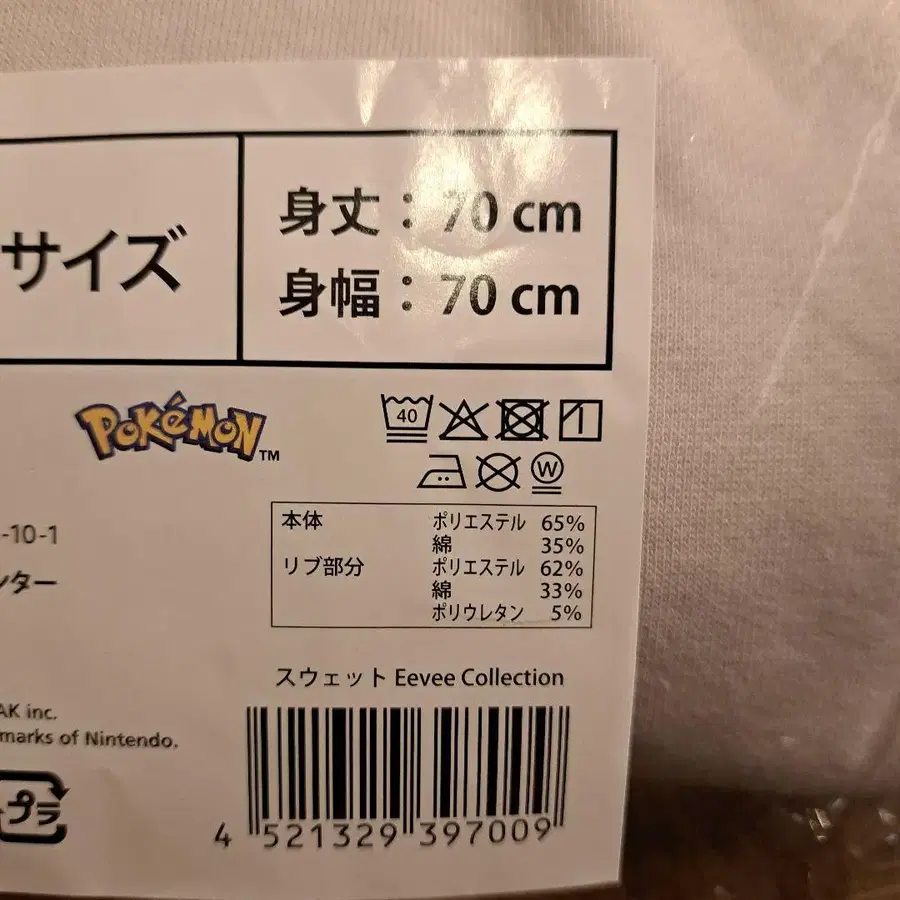 サイズ
身丈：70 cm
身幅：70 cm
POKéMON™
40
W
本体 ポリエステル 65%
綿 35%
リブ部分 ポリエステル 62%
綿 33%
ポリウレタン 5%
-10-1
ンター
スウェット Eevee Collection
AK inc.
marks of Nintendo.
プラ
4 521329 397009